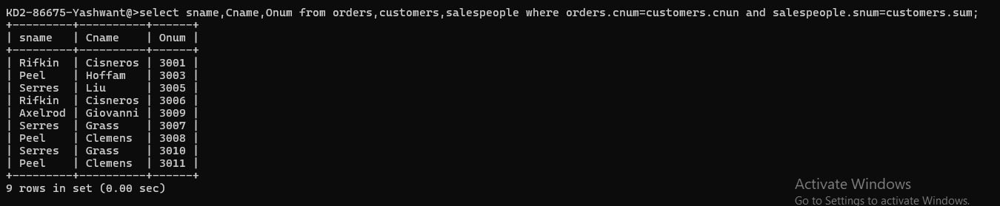 KD2-86675-Yashwant@>select sname,Cname,Onum from orders,customers,salespeople where orders.cnum=customers.cnun and salespeople.snum=customers.sum;
+---------+----------+------+
| sname   | Cname    | Onum |
+---------+----------+------+
| Rifkin  | Cisneros | 3001 |
| Peel    | Hoffam   | 3003 |
| Serres  | Liu      | 3005 |
| Rifkin  | Cisneros | 3006 |
| Axelrod | Giovanni | 3009 |
| Serres  | Grass    | 3007 |
| Peel    | Clemens  | 3008 |
| Serres  | Grass    | 3010 |
| Peel    | Clemens  | 3011 |
+---------+----------+------+
9 rows in set (0.00 sec)
Activate Windows
Go to Settings to activate Windows.